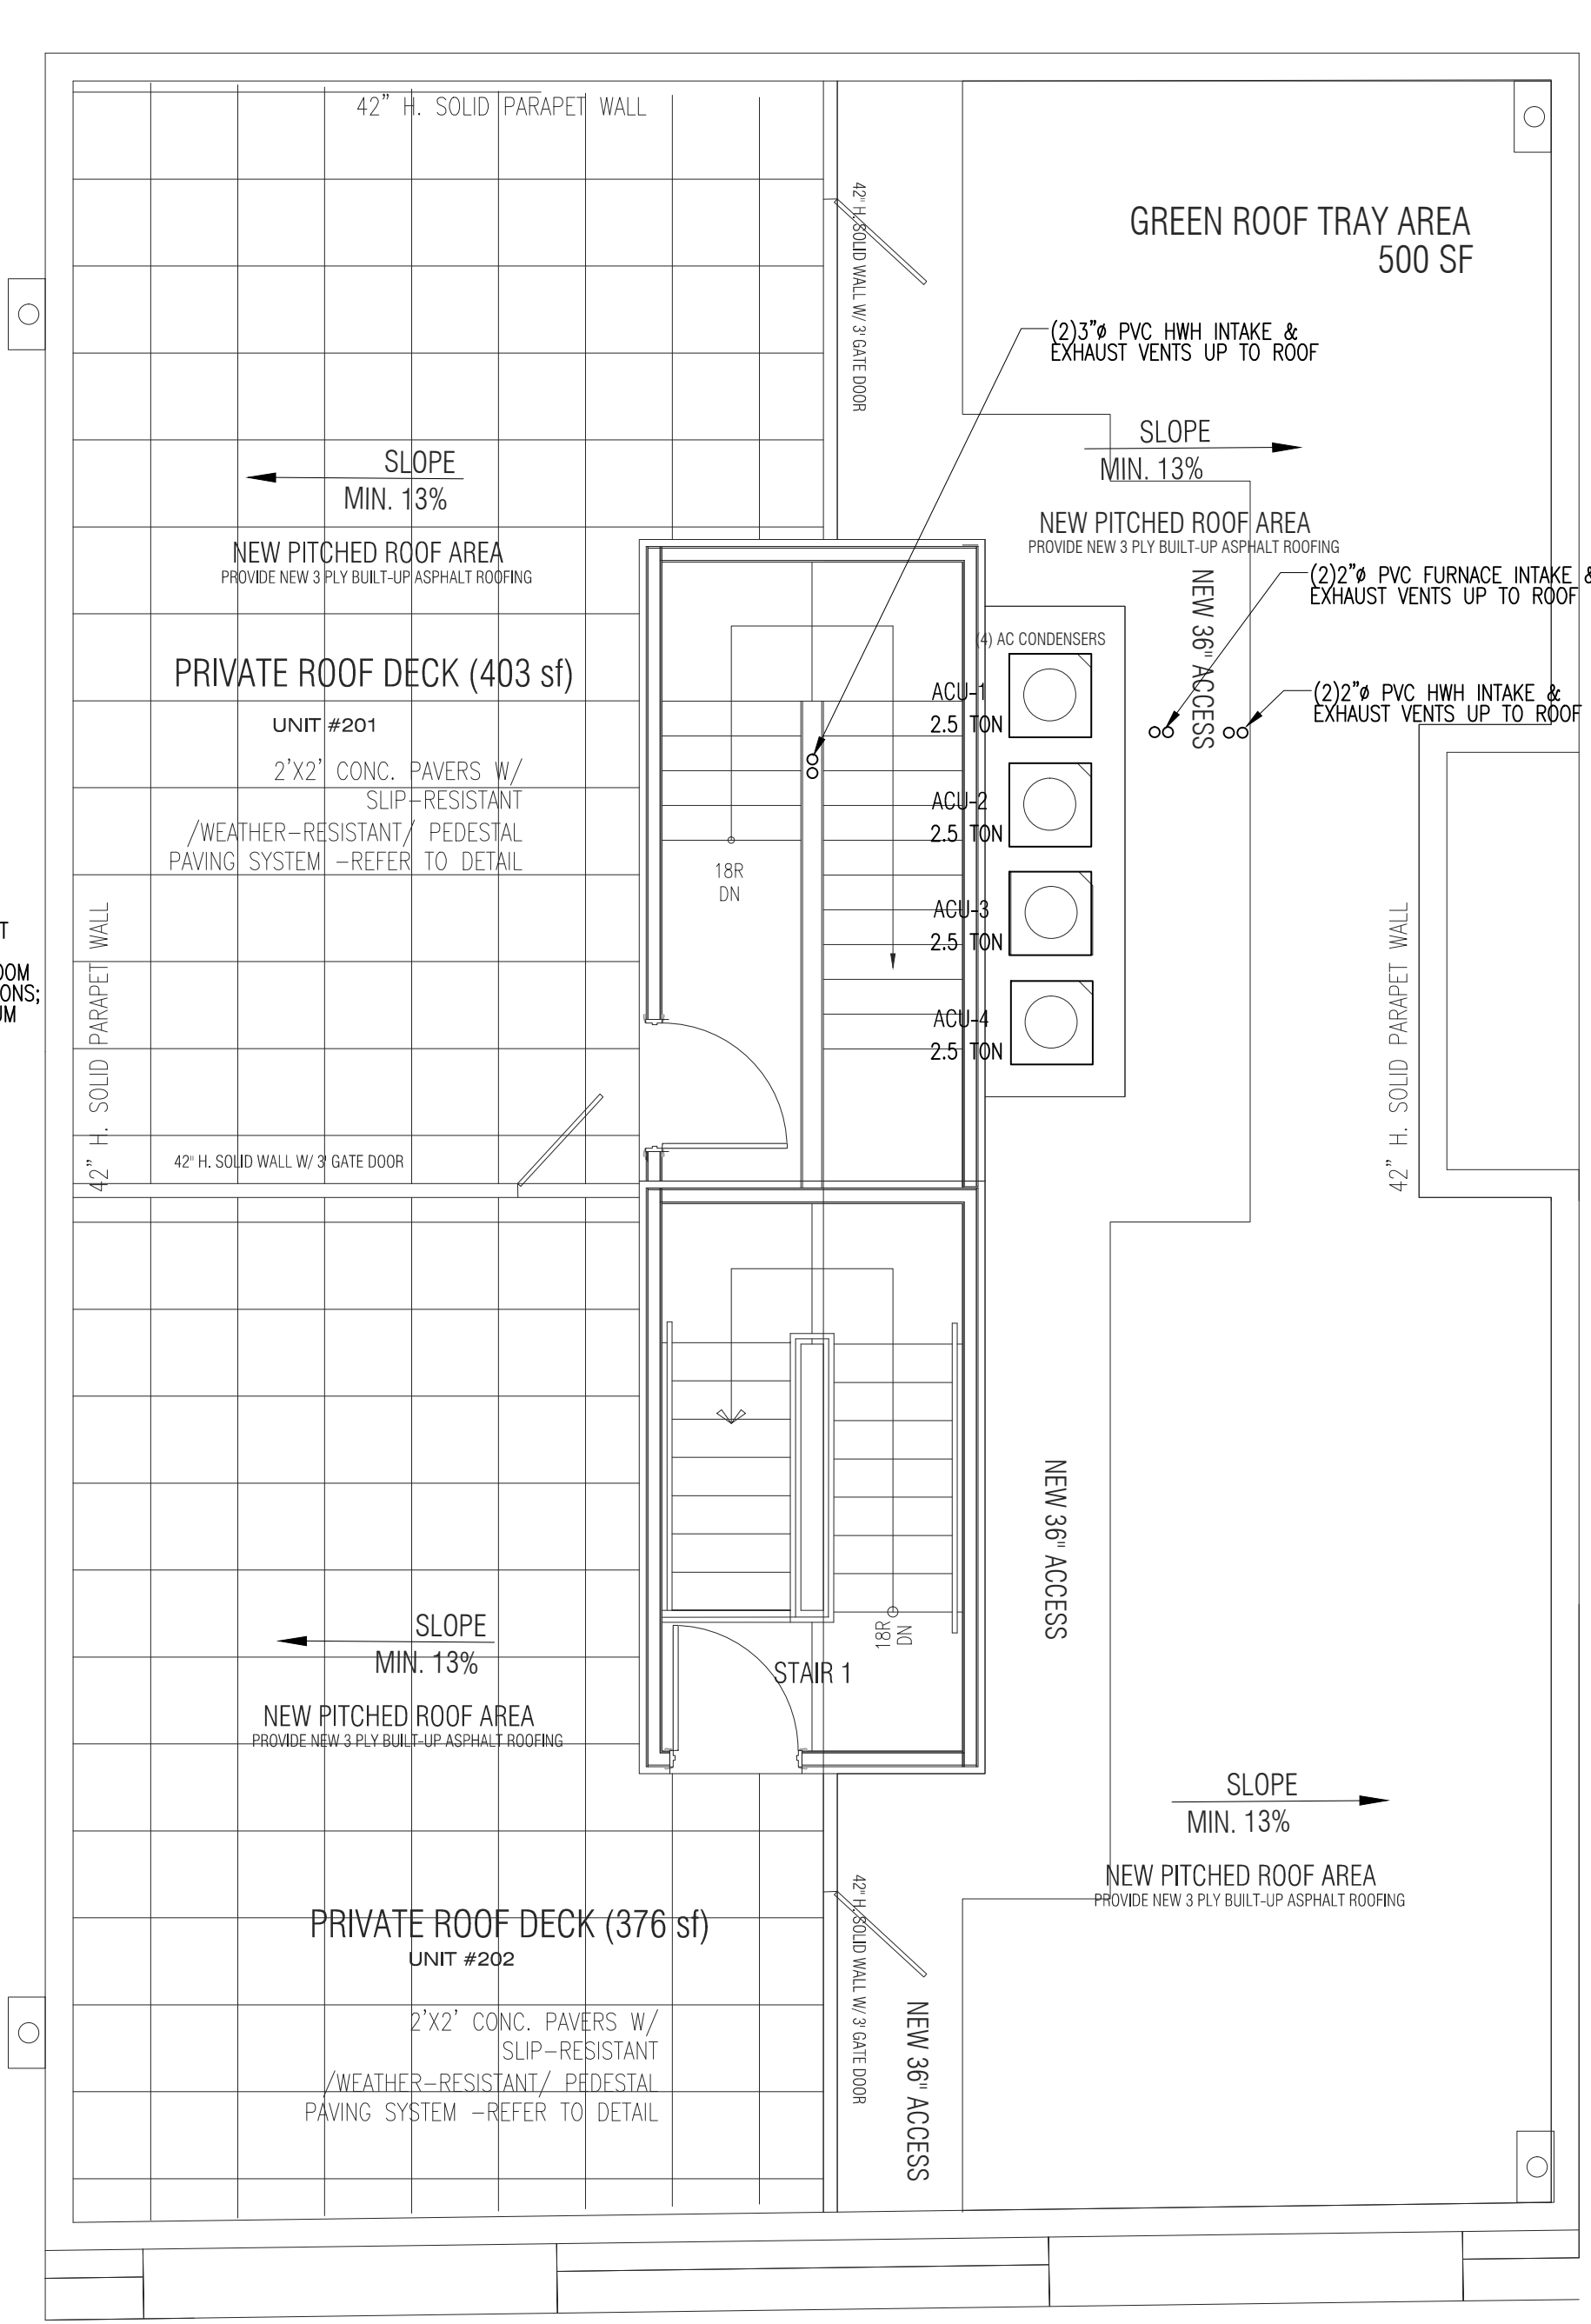 42" H. SOLID PARAPET WALL
42" H. SOLID WALL W/ 3' GATE DOOR
GREEN ROOF TRAY AREA
500 SF
(2)3"ø PVC HWH INTAKE &
EXHAUST VENTS UP TO ROOF
SLOPE
MIN. 13%
NEW PITCHED ROOF AREA
PROVIDE NEW 3 PLY BUILT-UP ASPHALT ROOFING
SLOPE
MIN. 13%
NEW PITCHED ROOF AREA
PROVIDE NEW 3 PLY BUILT-UP ASPHALT ROOFING
(2)2"ø PVC FURNACE INTAKE &
EXHAUST VENTS UP TO ROOF
NEW 36" ACCESS
(2)2"ø PVC HWH INTAKE &
EXHAUST VENTS UP TO ROOF
PRIVATE ROOF DECK (403 sf)
UNIT #201
2'X2' CONC. PAVERS W/
SLIP-RESISTANT
/WEATHER-RESISTANT/ PEDESTAL
PAVING SYSTEM -REFER TO DETAIL
(4) AC CONDENSERS
ACU-1
2.5 TON
ACU-2
2.5 TON
ACU-3
2.5 TON
ACU-4
2.5 TON
18R
DN
T
OOM
ONS;
UM
42" H. SOLID PARAPET WALL
42" H. SOLID PARAPET WALL
42" H. SOLID WALL W/ 3' GATE DOOR
NEW 36" ACCESS
18R
DN
STAIR 1
SLOPE
MIN. 13%
NEW PITCHED ROOF AREA
PROVIDE NEW 3 PLY BUILT-UP ASPHALT ROOFING
SLOPE
MIN. 13%
NEW PITCHED ROOF AREA
PROVIDE NEW 3 PLY BUILT-UP ASPHALT ROOFING
PRIVATE ROOF DECK (376 sf)
UNIT #202
2'X2' CONC. PAVERS W/
SLIP-RESISTANT
/WEATHER-RESISTANT/ PEDESTAL
PAVING SYSTEM -REFER TO DETAIL
42" H. SOLID WALL W/ 3' GATE DOOR
NEW 36" ACCESS